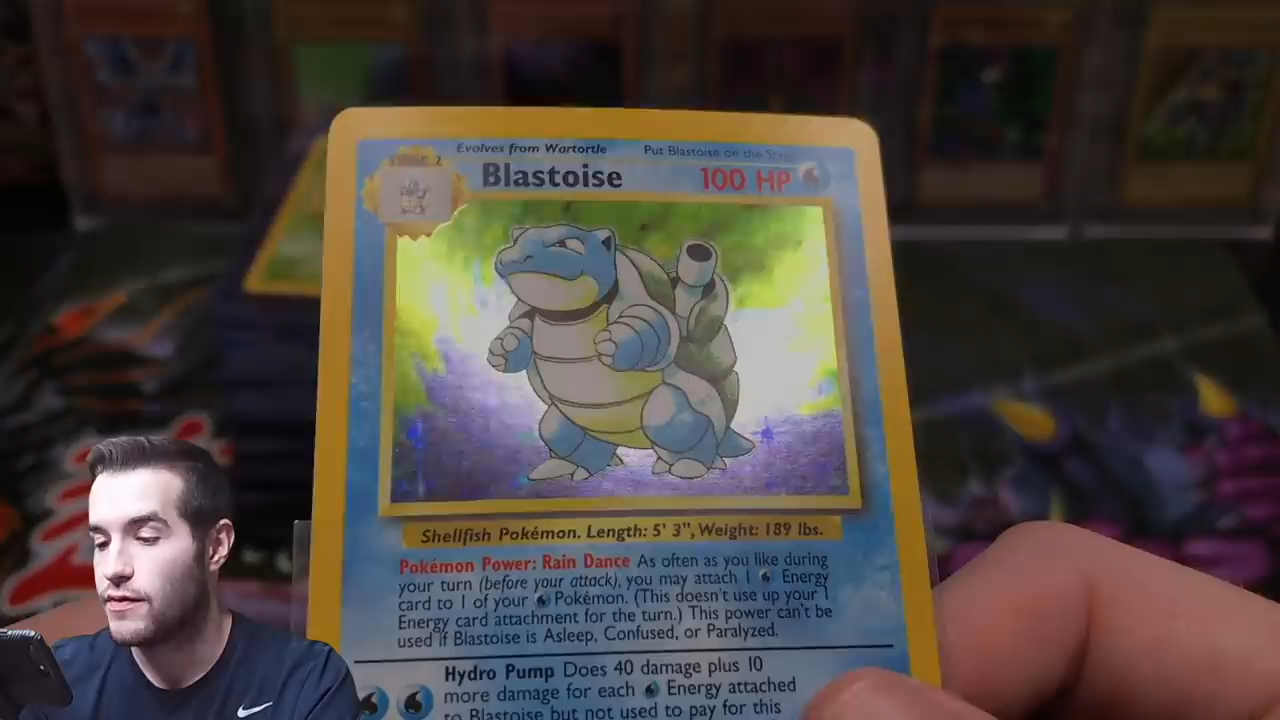 Evolves from Wartortle
Put Blastoise on the
STAGE 2
Blastoise
100 HP
Shellfish Pokémon. Length: 5' 3", Weight: 189 lbs.
Pokémon Power: Rain Dance As often as you like during
your turn (before your attack), you may attach 1 Energy
card to 1 of your Pokémon. (This doesn't use up your 1
Energy card attachment for the turn.) This power can't be
used if Blastoise is Asleep, Confused, or Paralyzed.
Hydro Pump Does 40 damage plus 10
more damage for each Energy attached
to Blastoise but not used to pay for this